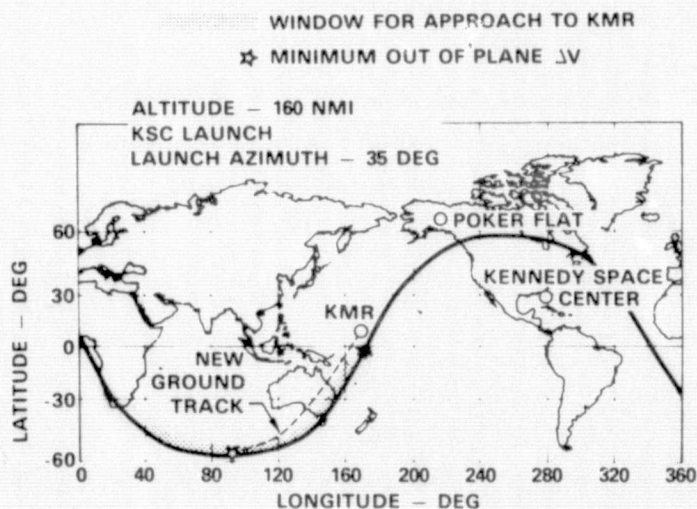 WINDOW FOR APPROACH TO KMR
MINIMUM OUT OF PLANE ΔV
ALTITUDE – 160 NMI
KSC LAUNCH
LAUNCH AZIMUTH – 35 DEG
60
30
0
-30
-60
LATITUDE – DEG
POKER FLAT
KENNEDY SPACE
CENTER
KMR
NEW
GROUND
TRACK
0
40
80
120
160
200
240
280
320
360
LONGITUDE – DEG